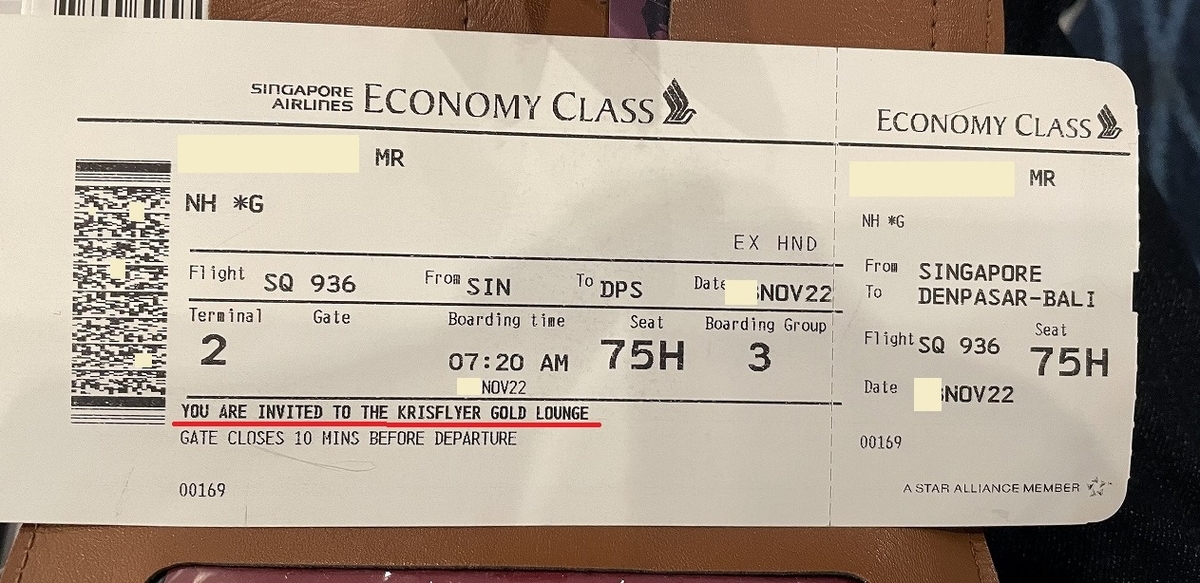 SINGAPORE
AIRLINES
ECONOMY CLASS
MR
NH *G
EX HND
Flight SQ 936 From SIN To DPS Date NOV22
Terminal Gate Boarding time Seat Boarding Group
2 07:20 AM 75H 3
NOV22
YOU ARE INVITED TO THE KRISFLYER GOLD LOUNGE
GATE CLOSES 10 MINS BEFORE DEPARTURE
00169
ECONOMY CLASS
MR
NH *G
From SINGAPORE
To DENPASAR-BALI
Flight SQ 936 Seat
75H
Date NOV22
00169
A STAR ALLIANCE MEMBER